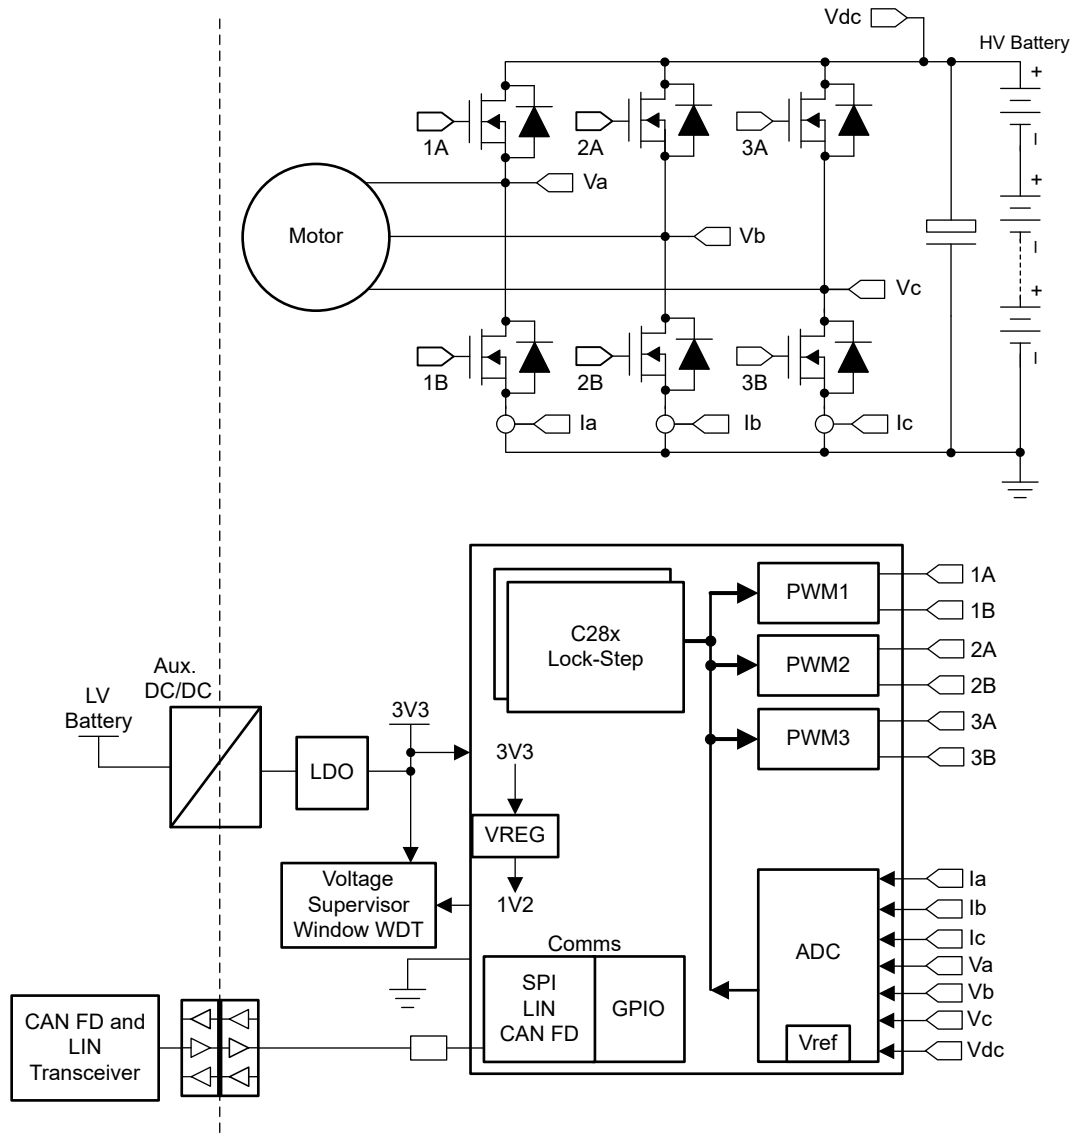 Vdc
HV Battery
+
1A
2A
3A
I
+
Va
Motor
Vb
I
Vc
+
1B
2B
3B
I
Ia
Ib
Ic
C28x
Lock-Step
PWM1
1A
1B
PWM2
2A
2B
PWM3
3A
3B
Aux.
DC/DC
LV
Battery
3V3
LDO
3V3
VREG
1V2
Voltage
Supervisor
Window WDT
Comms
SPI
LIN
CAN FD
GPIO
ADC
Vref
Ia
Ib
Ic
Va
Vb
Vc
Vdc
CAN FD and
LIN
Transceiver